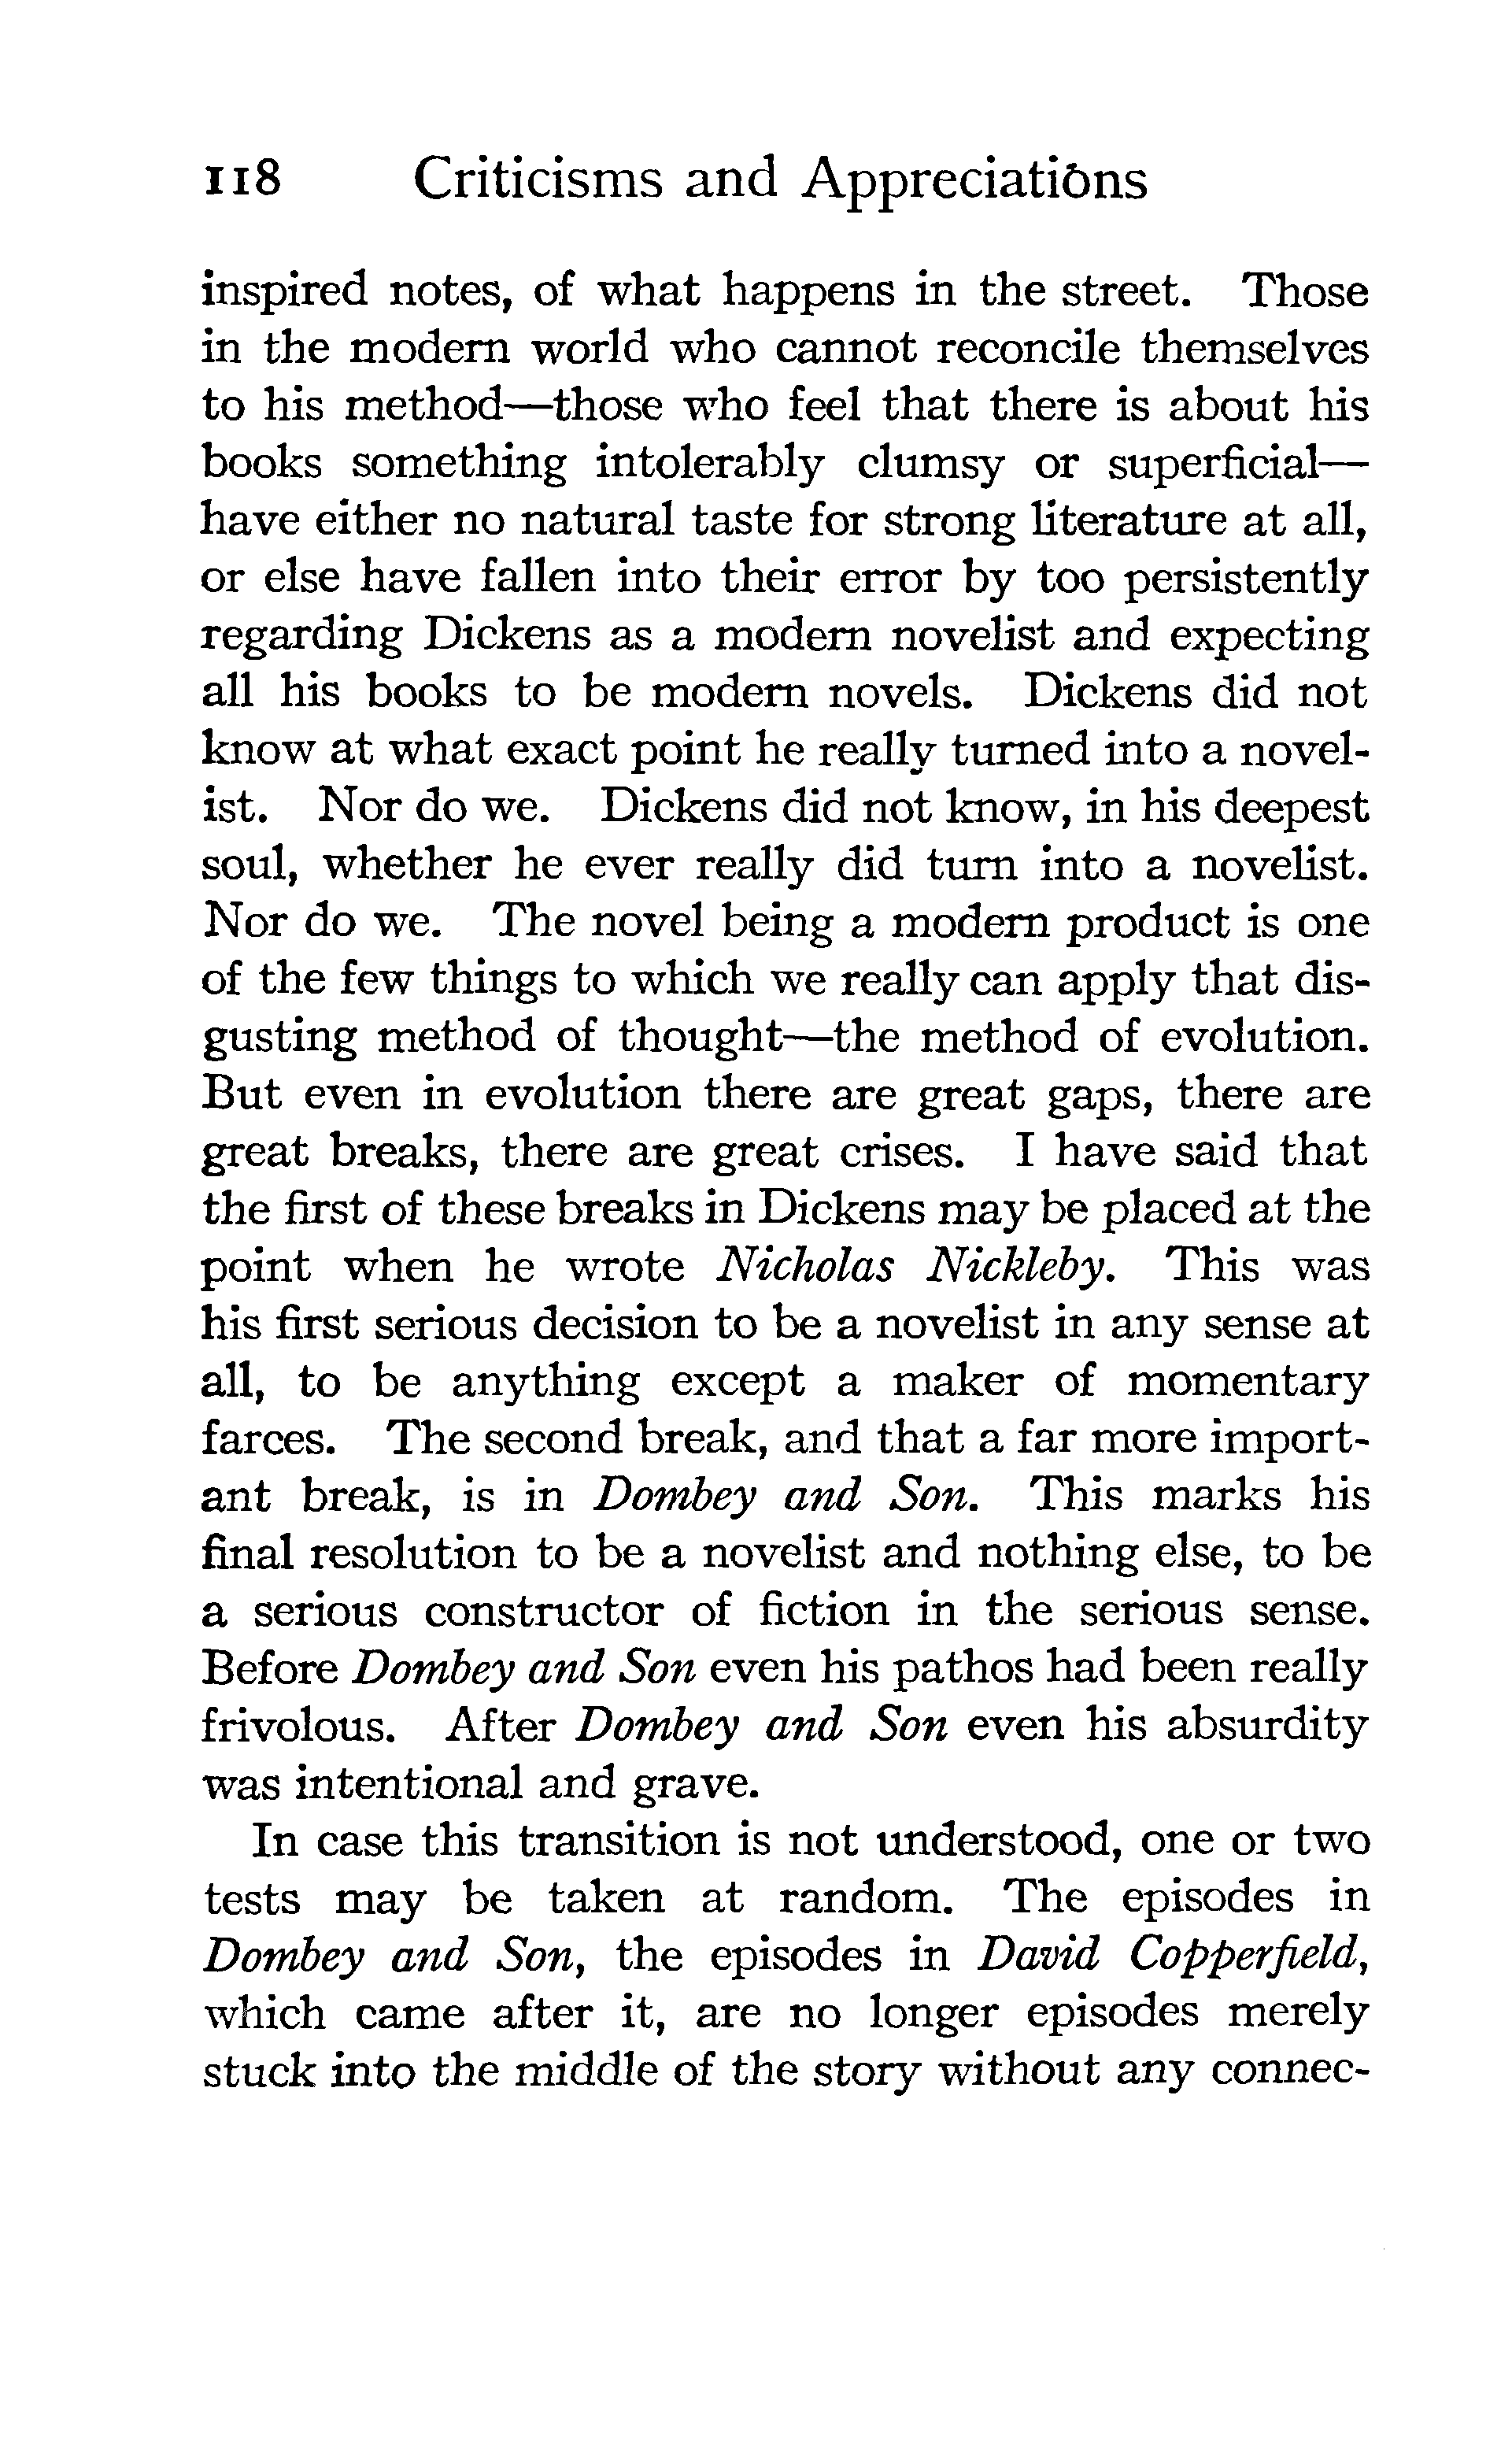 118 Criticisms and Appreciations
inspired notes, of what happens in the street. Those
in the modern world who cannot reconcile themselves
to his method—those who feel that there is about his
books something intolerably clumsy or superficial—
have either no natural taste for strong literature at all,
or else have fallen into their error by too persistently
regarding Dickens as a modern novelist and expecting
all his books to be modern novels. Dickens did not
know at what exact point he really turned into a novel-
ist. Nor do we. Dickens did not know, in his deepest
soul, whether he ever really did turn into a novelist.
Nor do we. The novel being a modern product is one
of the few things to which we really can apply that dis-
gusting method of thought—the method of evolution.
But even in evolution there are great gaps, there are
great breaks, there are great crises. I have said that
the first of these breaks in Dickens may be placed at the
point when he wrote Nicholas Nickleby. This was
his first serious decision to be a novelist in any sense at
all, to be anything except a maker of momentary
farces. The second break, and that a far more import-
ant break, is in Dombey and Son. This marks his
final resolution to be a novelist and nothing else, to be
a serious constructor of fiction in the serious sense.
Before Dombey and Son even his pathos had been really
frivolous. After Dombey and Son even his absurdity
was intentional and grave.
In case this transition is not understood, one or two
tests may be taken at random. The episodes in
Dombey and Son, the episodes in David Copperfield,
which came after it, are no longer episodes merely
stuck into the middle of the story without any connec-